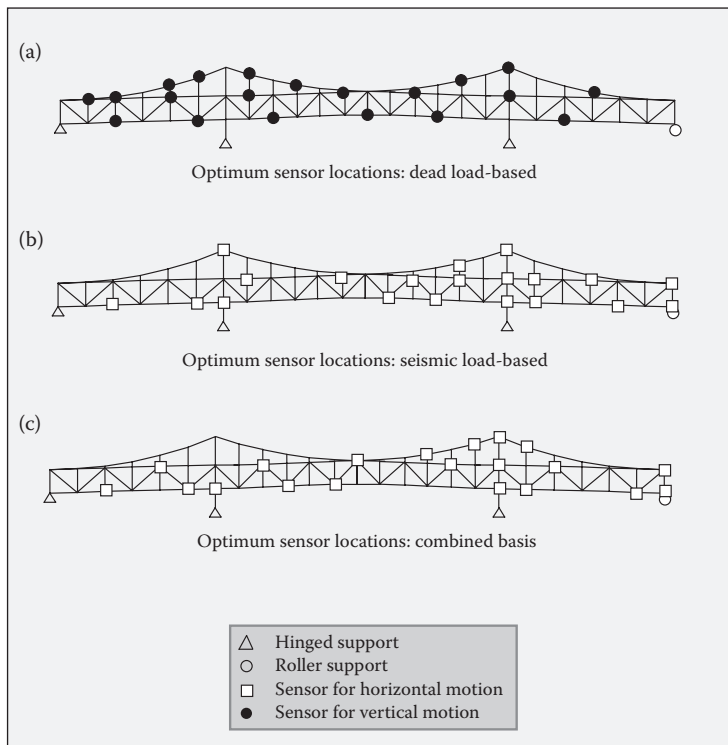 (a)
Optimum sensor locations: dead load-based
(b)
Optimum sensor locations: seismic load-based
(c)
Optimum sensor locations: combined basis
Hinged support
Roller support
Sensor for horizontal motion
Sensor for vertical motion